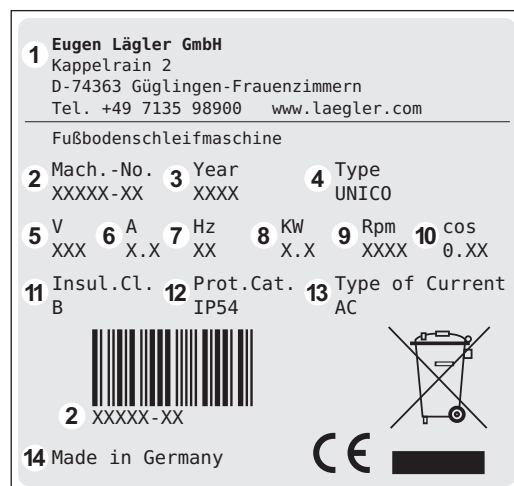 1 Eugen Lägler GmbH
Kappelrain 2
D-74363 Güglingen-Frauenzimmern
Tel. +49 7135 98900 www.laegler.com
Fußbodenschleifmaschine
2 Mach.-No. 3 Year 4 Type
XXXXX-XX XXXX UNICO
5 V 6 A 7 Hz 8 KW 9 Rpm 10 cos
XXX X.X XX X.X XXXX 0.XX
11 Insul.Cl. 12 Prot.Cat. 13 Type of Current
B IP54 AC
2 XXXXX-XX
14 Made in Germany CE